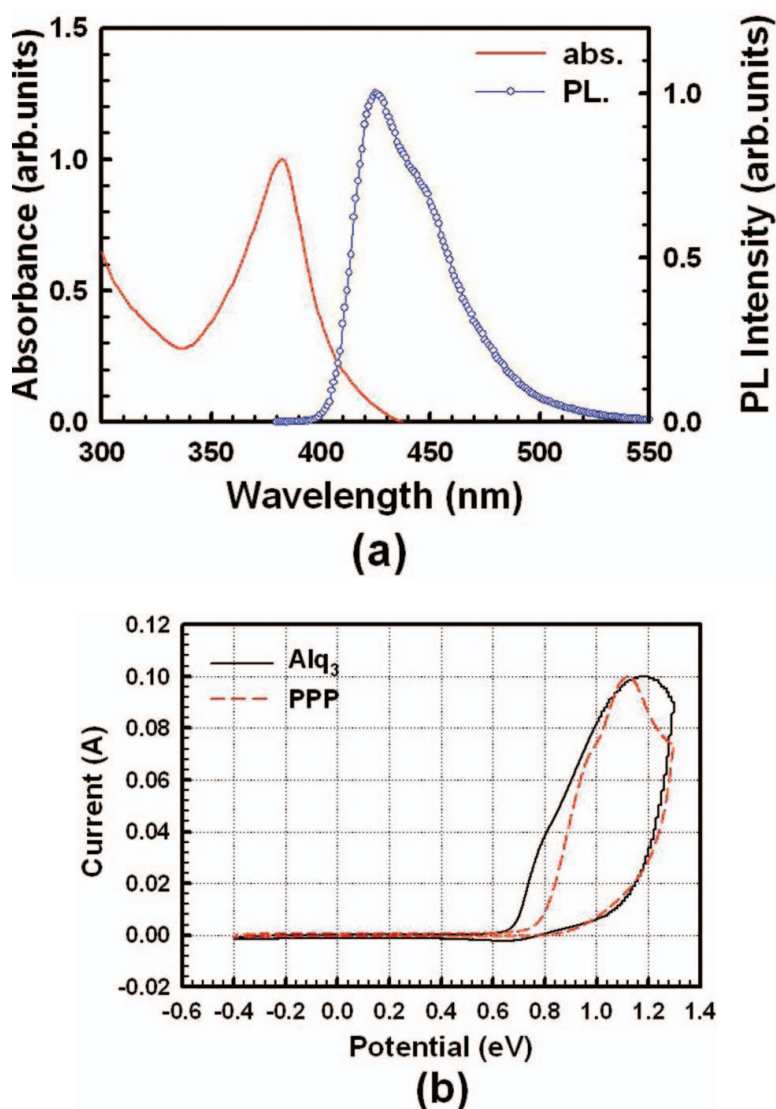 1.5
1.0
0.5
0.0
Absorbance (arb.units)
abs.
PL.
1.0
0.5
0.0
PL Intensity (arb.units)
300 350 400 450 500 550
Wavelength (nm)
(a)
0.12
0.10
0.08
0.06
0.04
0.02
0.00
-0.02
Current (A)
Alq3
PPP
-0.6 -0.4 -0.2 0.0 0.2 0.4 0.6 0.8 1.0 1.2 1.4
Potential (eV)
(b)